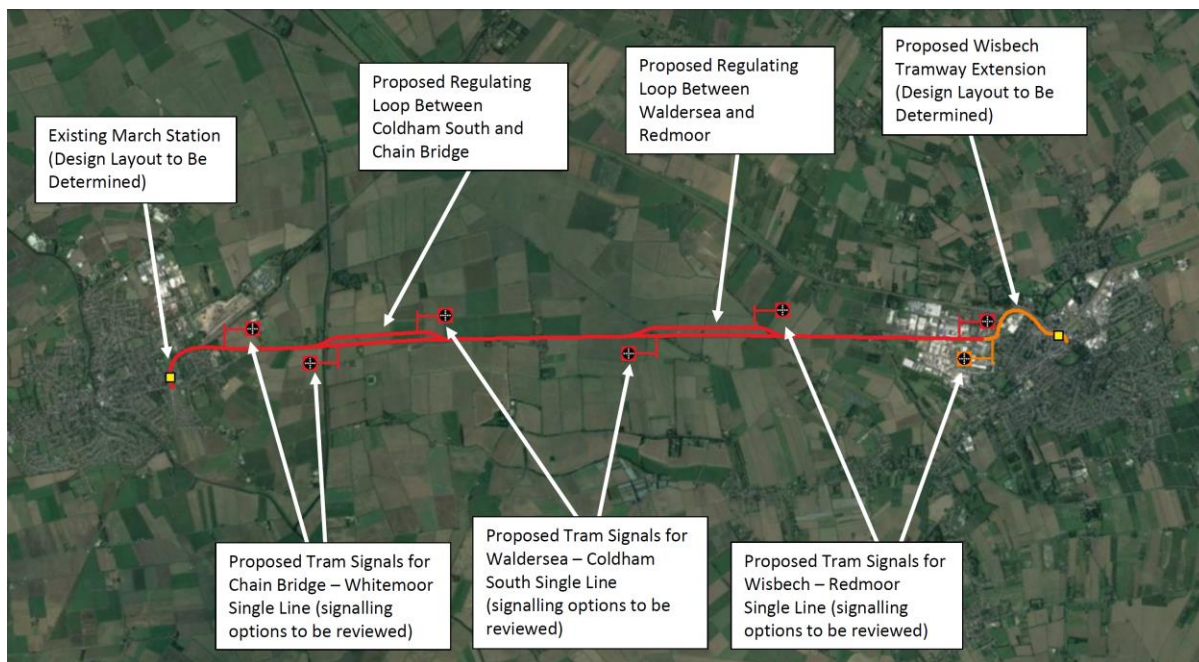 Existing March Station
(Design Layout to Be
Determined)
Proposed Regulating
Loop Between
Coldham South and
Chain Bridge
Proposed Regulating
Loop Between
Waldersea and
Redmoor
Proposed Wisbech
Tramway Extension
(Design Layout to Be
Determined)
Proposed Tram Signals for
Chain Bridge – Whitemoor
Single Line (signalling
options to be reviewed)
Proposed Tram Signals for
Waldersea – Coldham
South Single Line
(signalling options to be
reviewed)
Proposed Tram Signals for
Wisbech – Redmoor
Single Line (signalling
options to be reviewed)